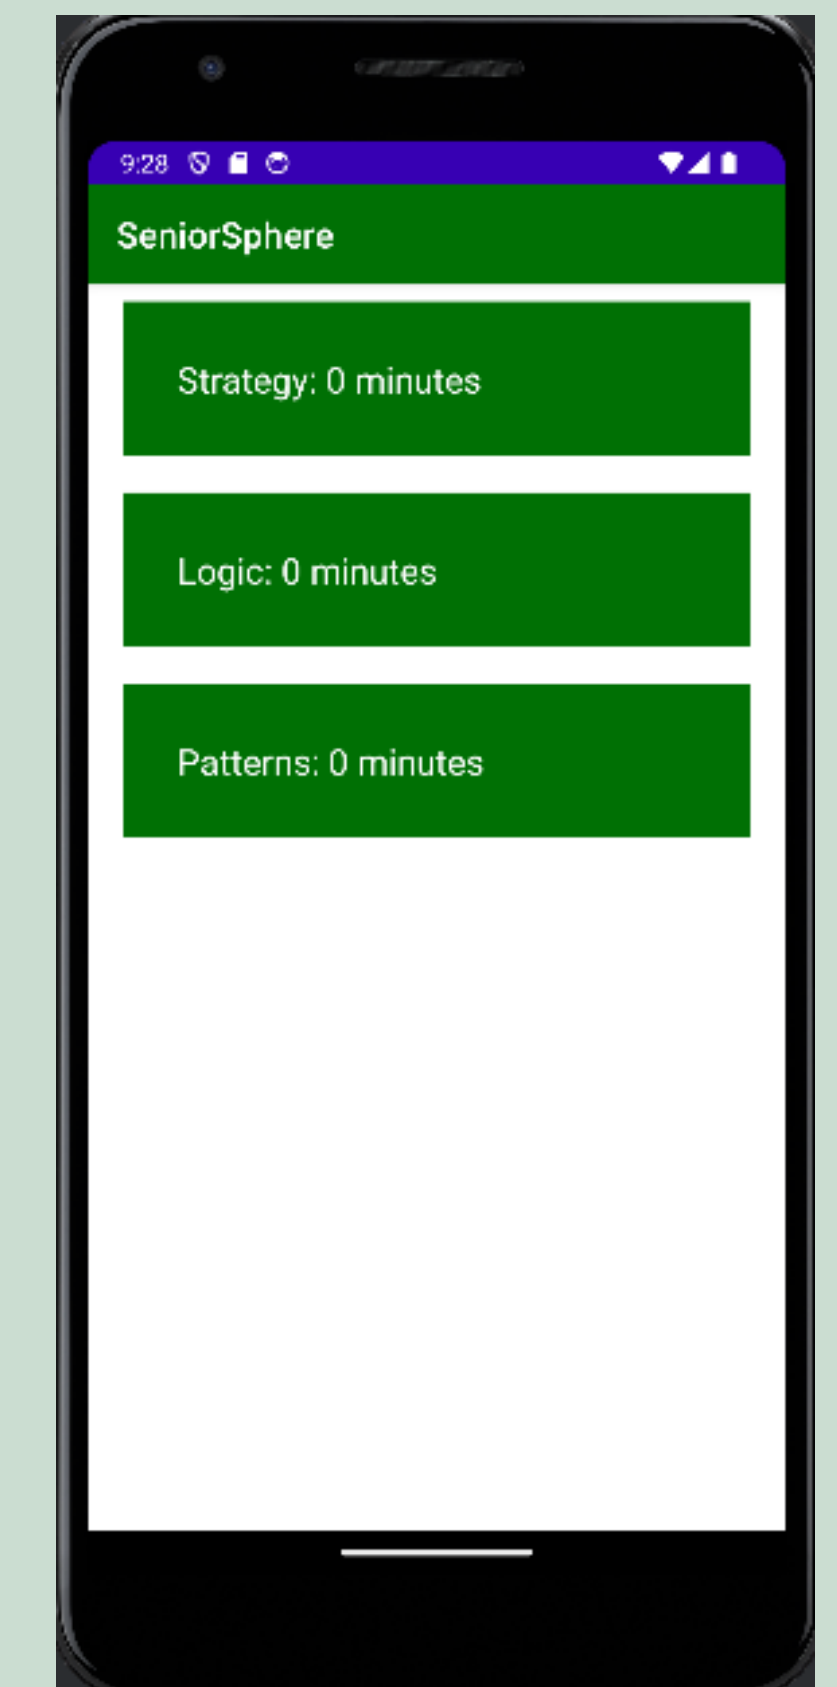 9:28
SeniorSphere
Strategy: 0 minutes
Logic: 0 minutes
Patterns: 0 minutes